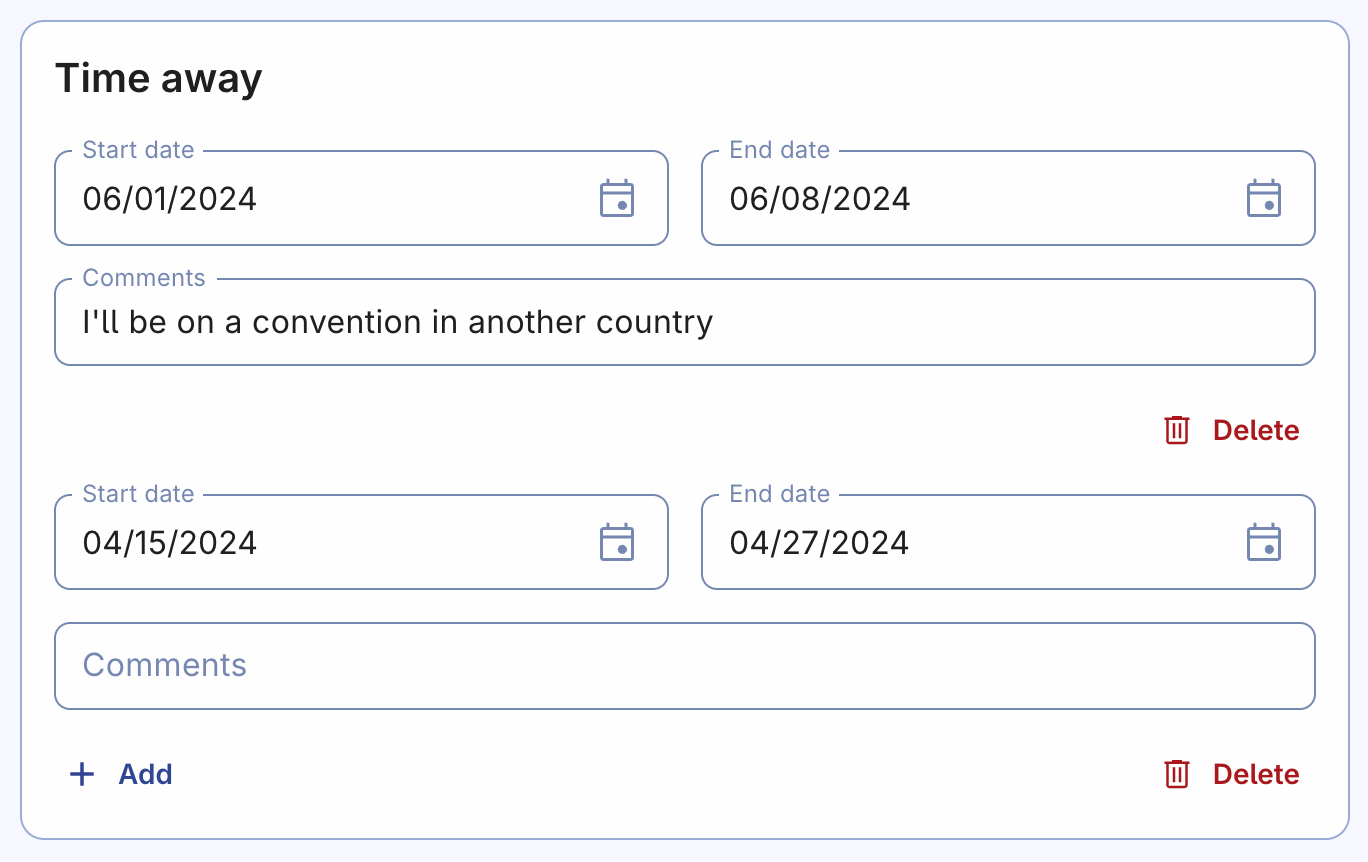 Time away
Start date
06/01/2024
End date
06/08/2024
Comments
I'll be on a convention in another country
Delete
Start date
04/15/2024
End date
04/27/2024
Comments
Add
Delete